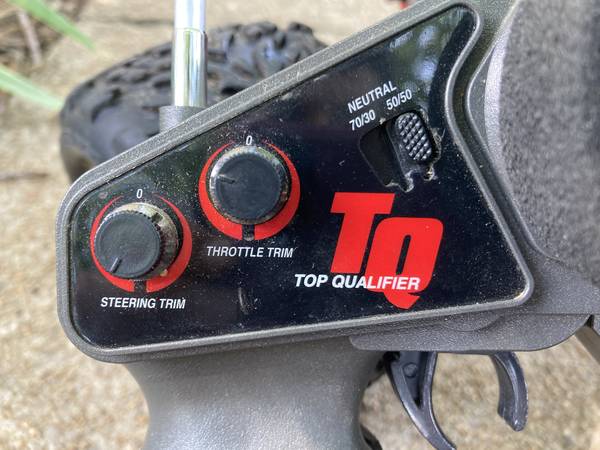 NEUTRAL
70/30 50/50
0
THROTTLE TRIM
0
STEERING TRIM
TQ
TOP QUALIFIER